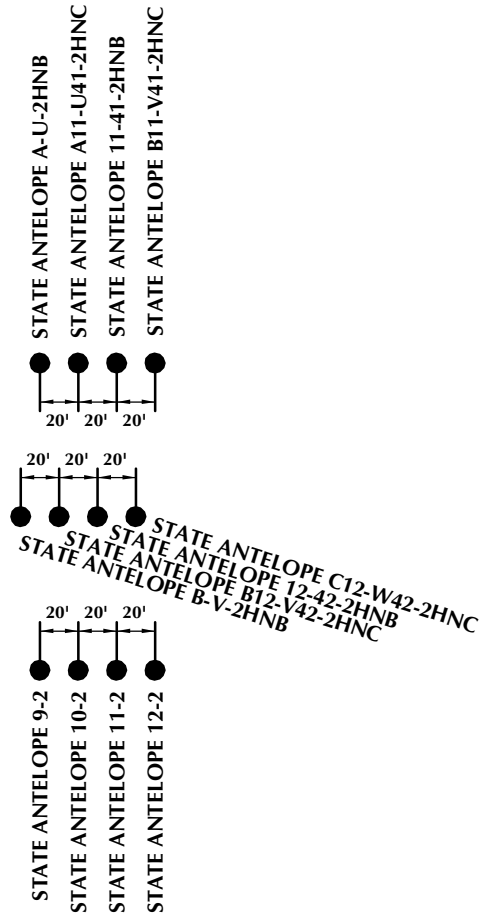 STATE ANTELOPE A-U-2HNB
STATE ANTELOPE A11-U41-2HNC
STATE ANTELOPE 11-41-2HNB
STATE ANTELOPE B11-V41-2HNC
20' 20' 20'
20' 20' 20'
STATE ANTELOPE C12-W42-2HNC
STATE ANTELOPE 12-42-2HNB
STATE ANTELOPE B12-V42-2HNC
STATE ANTELOPE B-V-2HNB
20' 20' 20'
STATE ANTELOPE 9-2
STATE ANTELOPE 10-2
STATE ANTELOPE 11-2
STATE ANTELOPE 12-2